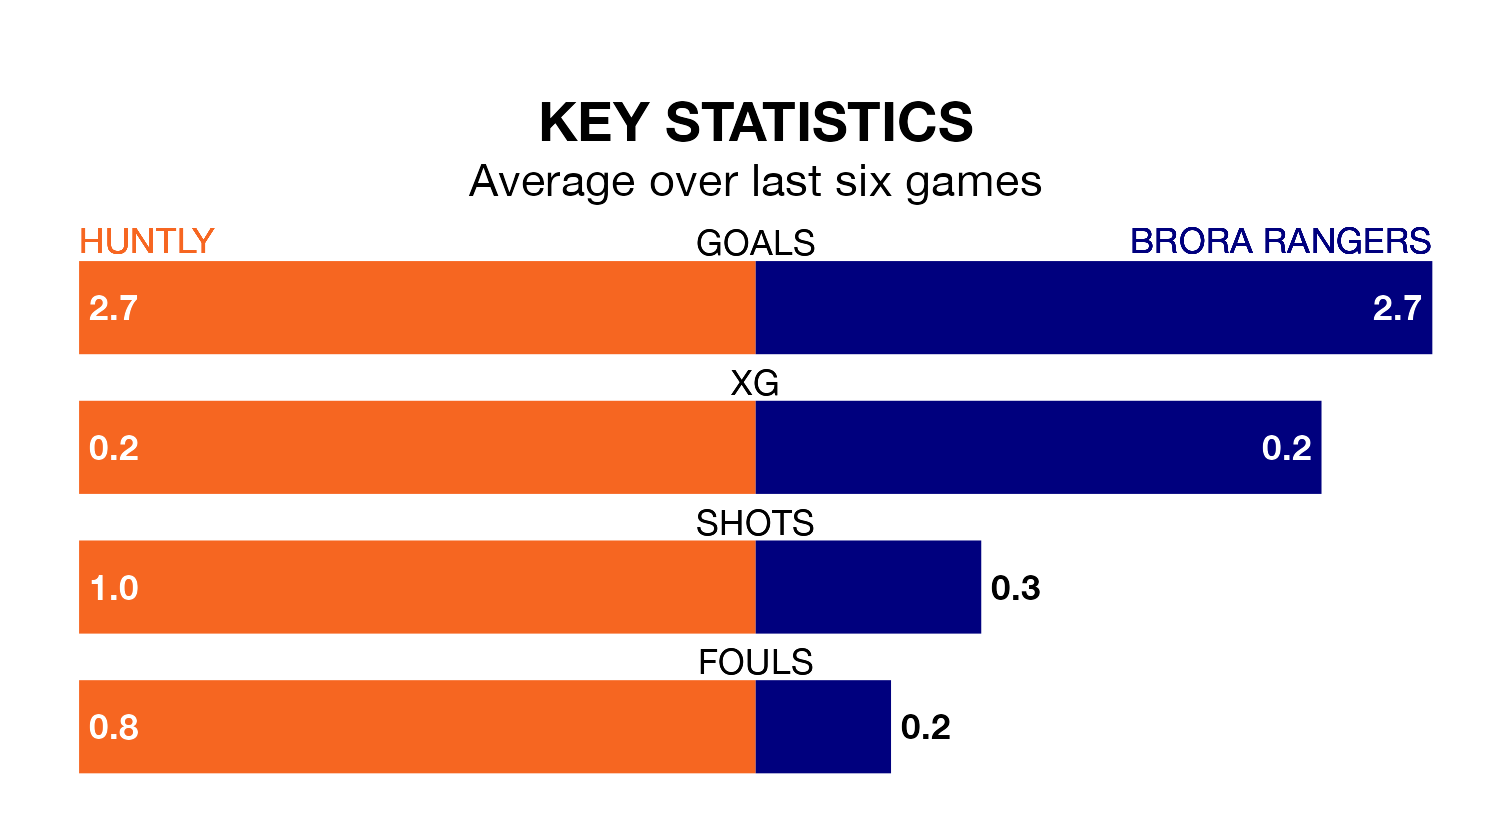 KEY STATISTICS
Average over last six games
HUNTLY GOALS BRORA RANGERS
2.7 2.7
XG
0.2 0.2
SHOTS
1.0 0.3
FOULS
0.8 0.2